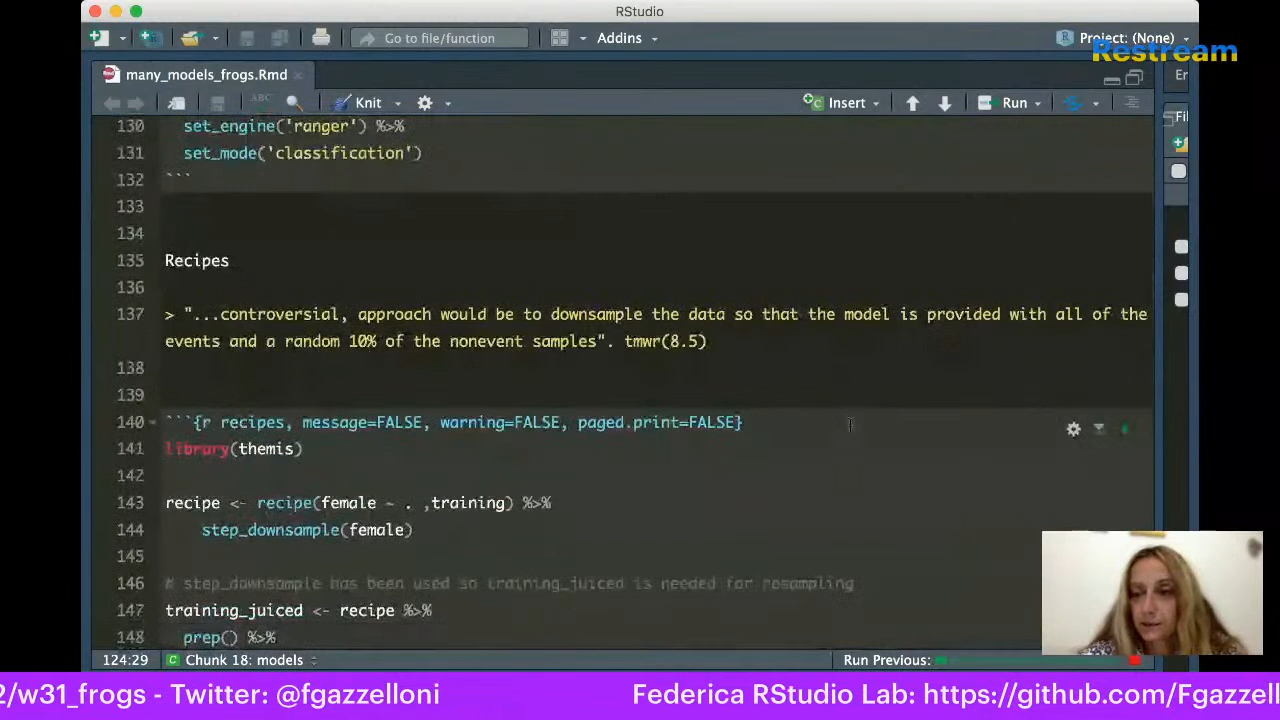 RStudio
Go to file/function
Addins
Project: (None)
Restream
many_models_frogs.Rmd
ABC
Knit
Insert
Run
130 set_engine('ranger') %>%
131 set_mode('classification')
132 ```
133
134
135 Recipes
136
137 > "...controversial, approach would be to downsample the data so that the model is provided with all of the
events and a random 10% of the nonevent samples". tmwr(8.5)
138
139
140 ```{r recipes, message=FALSE, warning=FALSE, paged.print=FALSE}
141 library(themis)
142
143 recipe <- recipe(female ~ . ,training) %>%
144 step_downsample(female)
145
146 # step_downsample has been used so training_juiced is needed for resampling
147 training_juiced <- recipe %>%
148 prep() %>%
124:29 Chunk 18: models Run Previous:
2/w31_frogs - Twitter: @fgazzelloni Federica RStudio Lab: https://github.com/Fgazzell